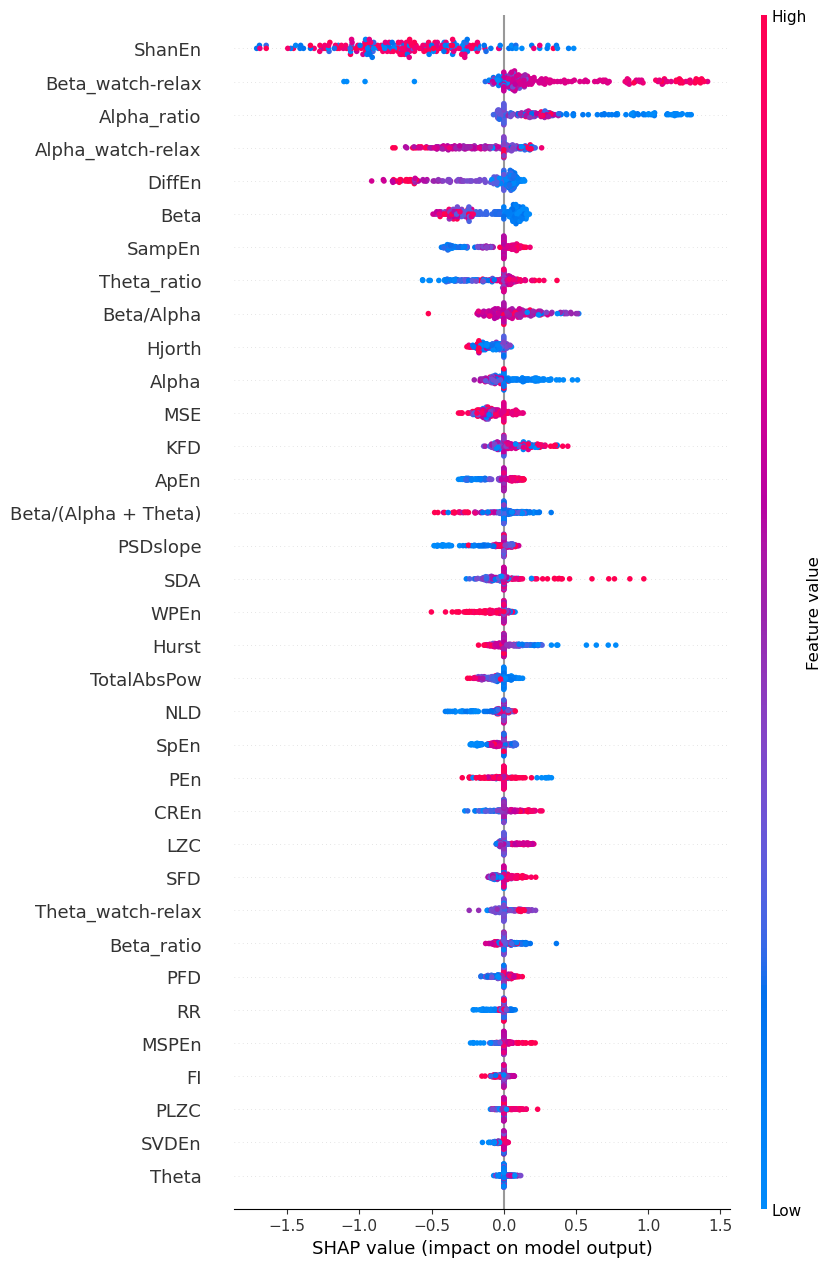 High
ShanEn
Beta_watch-relax
Alpha_ratio
Alpha_watch-relax
DiffEn
Beta
SampEn
Theta_ratio
Beta/Alpha
Hjorth
Alpha
MSE
KFD
ApEn
Beta/(Alpha + Theta)
PSDslope
SDA
WPEn
Hurst
TotalAbsPow
NLD
SpEn
PEn
CREn
LZC
SFD
Theta_watch-relax
Beta_ratio
PFD
RR
MSPEn
FI
PLZC
SVDEn
Theta
Feature value
Low
−1.5 −1.0 −0.5 0.0 0.5 1.0 1.5
SHAP value (impact on model output)